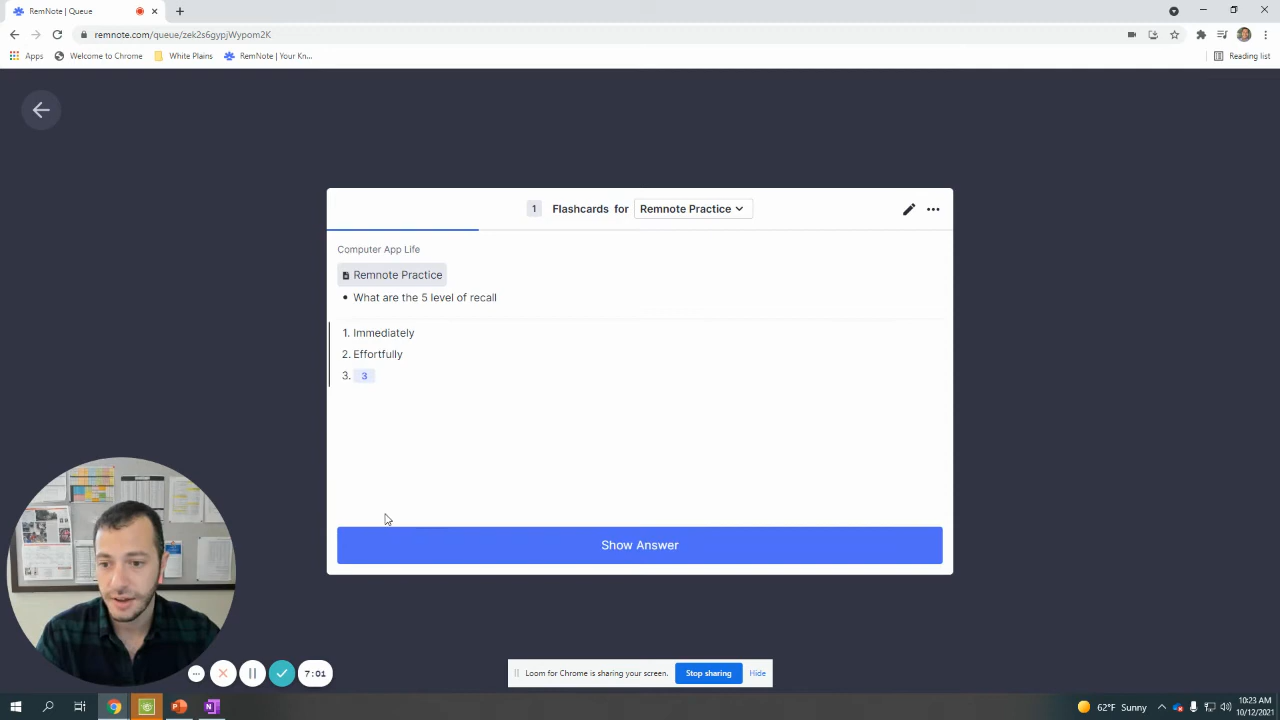 RemNote | Queue
remnote.com/queue/zek2s6gypjWypom2K
Apps
Welcome to Chrome
White Plains
RemNote | Your Kn...
Reading list
1 Flashcards for Remnote Practice
Computer App Life
Remnote Practice
• What are the 5 level of recall
1. Immediately
2. Effortfully
3. 3
Show Answer
7:01
Loom for Chrome is sharing your screen.
Stop sharing
Hide
62°F Sunny
10:23 AM
10/12/2021